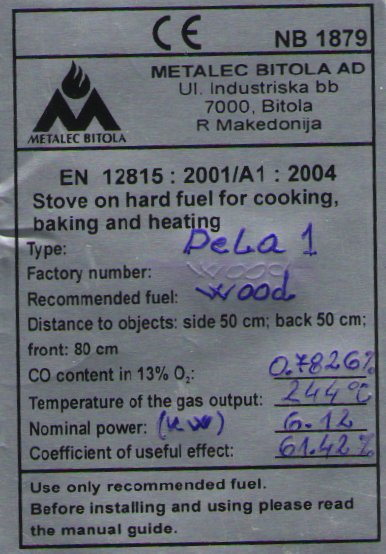 CE NB 1879
METALEC BITOLA AD
Ul. Industriska bb
7000, Bitola
R Makedonija
METALEC BITOLA
EN 12815 : 2001/A1 : 2004
Stove on hard fuel for cooking,
baking and heating
Type: Dela 1
Factory number: wood
Recommended fuel: wood
Distance to objects: side 50 cm; back 50 cm;
front: 80 cm
CO content in 13% O₂: 0.7826%
Temperature of the gas output: 244°C
Nominal power: (kw) 6.12
Coefficient of useful effect: 61.42%
Use only recommended fuel.
Before installing and using please read
the manual guide.